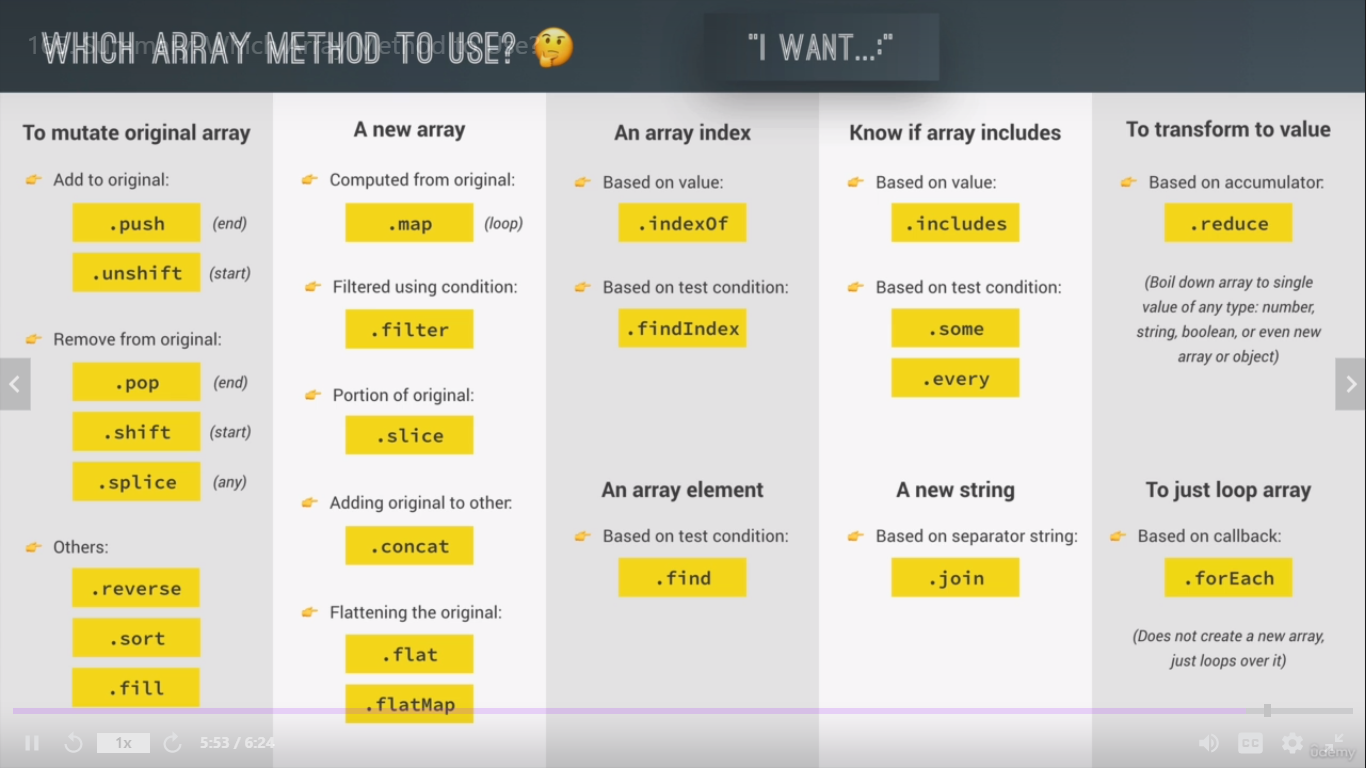 WHICH ARRAY METHOD TO USE? 🤔
"I WANT...:"
To mutate original array
👉 Add to original:
.push (end)
.unshift (start)
👉 Remove from original:
.pop (end)
.shift (start)
.splice (any)
👉 Others:
.reverse
.sort
.fill
A new array
👉 Computed from original:
.map (loop)
👉 Filtered using condition:
.filter
👉 Portion of original:
.slice
👉 Adding original to other:
.concat
👉 Flattening the original:
.flat
.flatMap
An array index
👉 Based on value:
.indexOf
👉 Based on test condition:
.findIndex
An array element
👉 Based on test condition:
.find
Know if array includes
👉 Based on value:
.includes
👉 Based on test condition:
.some
.every
A new string
👉 Based on separator string:
.join
To transform to value
👉 Based on accumulator:
.reduce
(Boil down array to single
value of any type: number,
string, boolean, or even new
array or object)
To just loop array
👉 Based on callback:
.forEach
(Does not create a new array,
just loops over it)
1x
5:53 / 6:24
CC
ûdemy